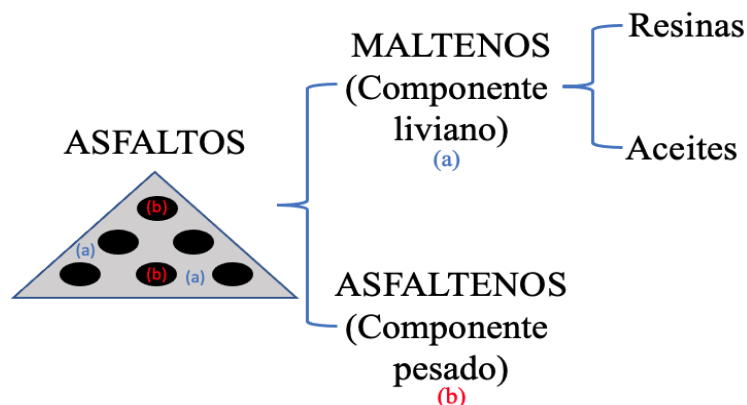 ASFALTOS
(b)
(a)
(b)
(a)
MALTENOS
(Componente
liviano)
(a)
Resinas
Aceites
ASFALTENOS
(Componente
pesado)
(b)